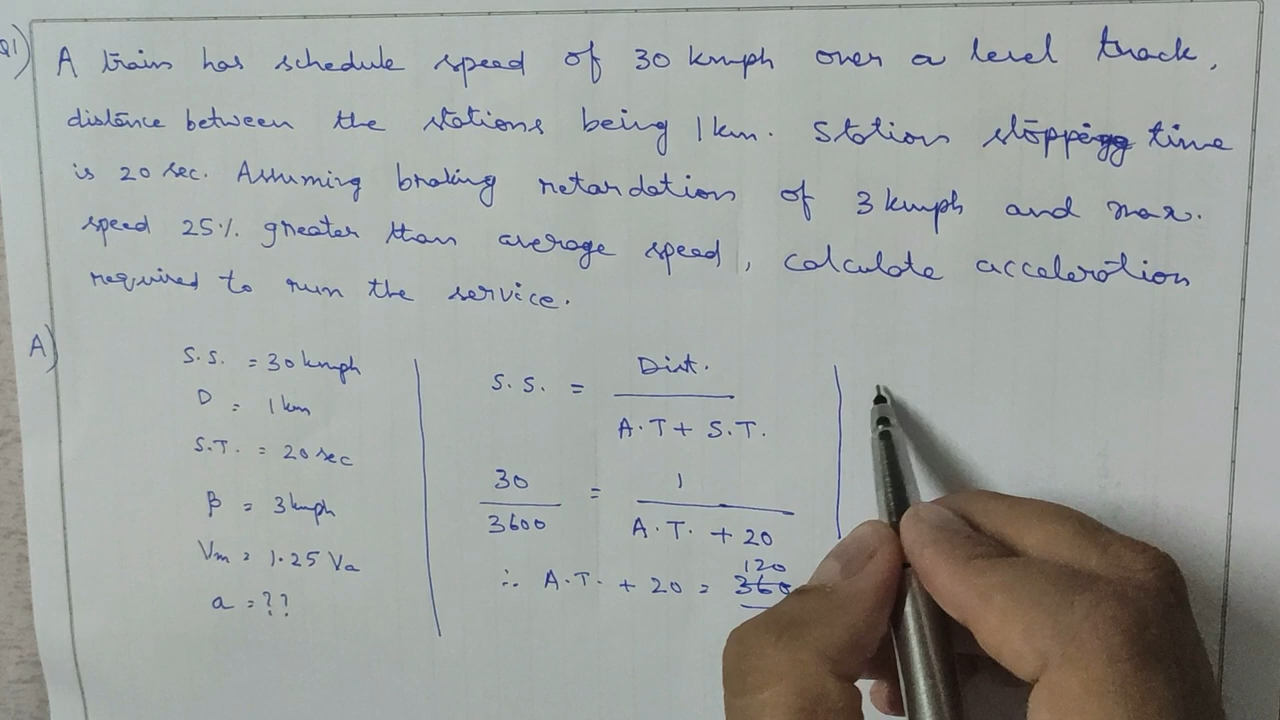 Q1) A train has schedule speed of 30 kmph over a level track,
distance between the stations being 1 km. Station stopping time
is 20 sec. Assuming braking retardation of 3 kmph and max.
speed 25% greater than average speed, calculate acceleration
required to run the service.
A)
S.S. = 30 kmph
D = 1 km
S.T. = 20 sec
β = 3 kmph
Vm = 1.25 Va
a = ??
S.S. = Dist.
A.T + S.T.
30 = 1
3600 A.T. + 20
120
∴ A.T. + 20 = 360